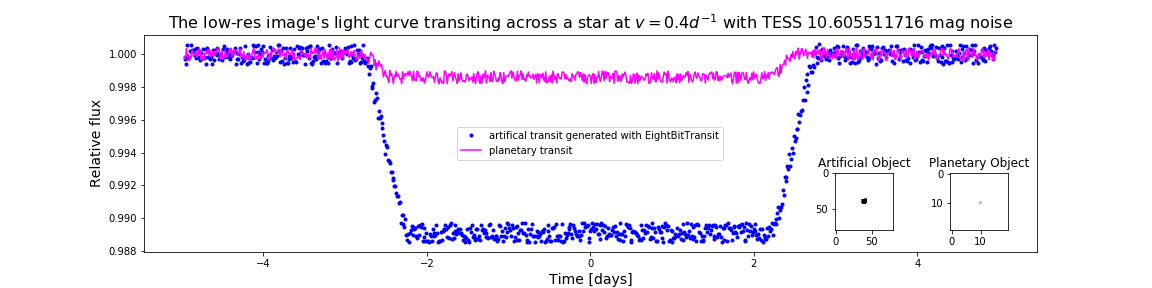 The low-res image's light curve transiting across a star at v = 0.4d⁻¹ with TESS 10.605511716 mag noise
Relative flux
1.000
0.998
0.996
0.994
0.992
0.990
0.988
artifical transit generated with EightBitTransit
planetary transit
Artificial Object
0
50
0 50
Planetary Object
0
10
0 10
−4 −2 0 2 4
Time [days]